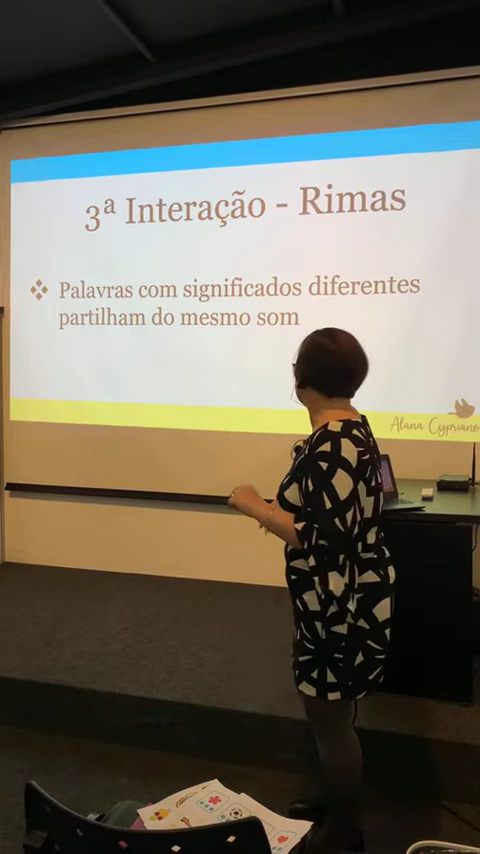 3ª Interação - Rimas
❖ Palavras com significados diferentes
partilham do mesmo som
Alana Cypriano